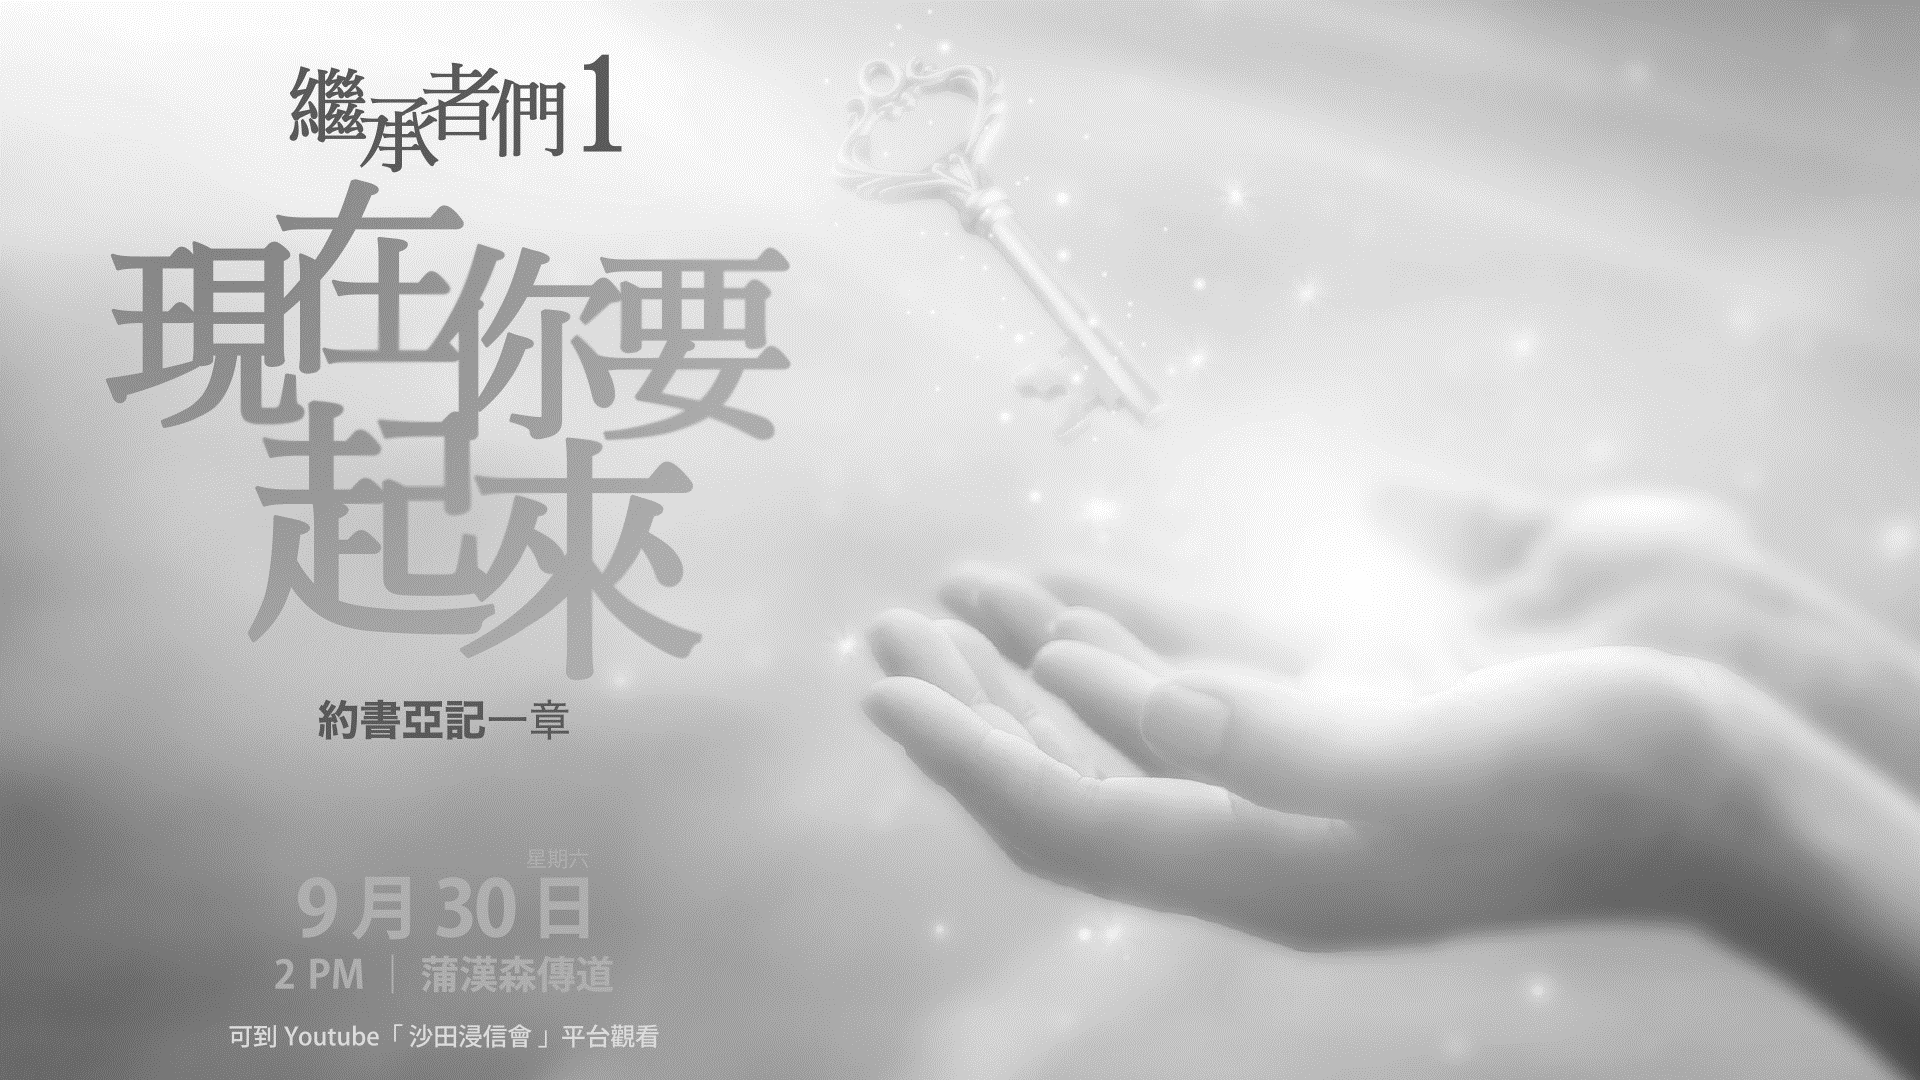 繼承者們1
現在你要
起來
約書亞記一章
星期六
9月30日
2 PM｜蒲漢森傳道
可到 Youtube「沙田浸信會」平台觀看